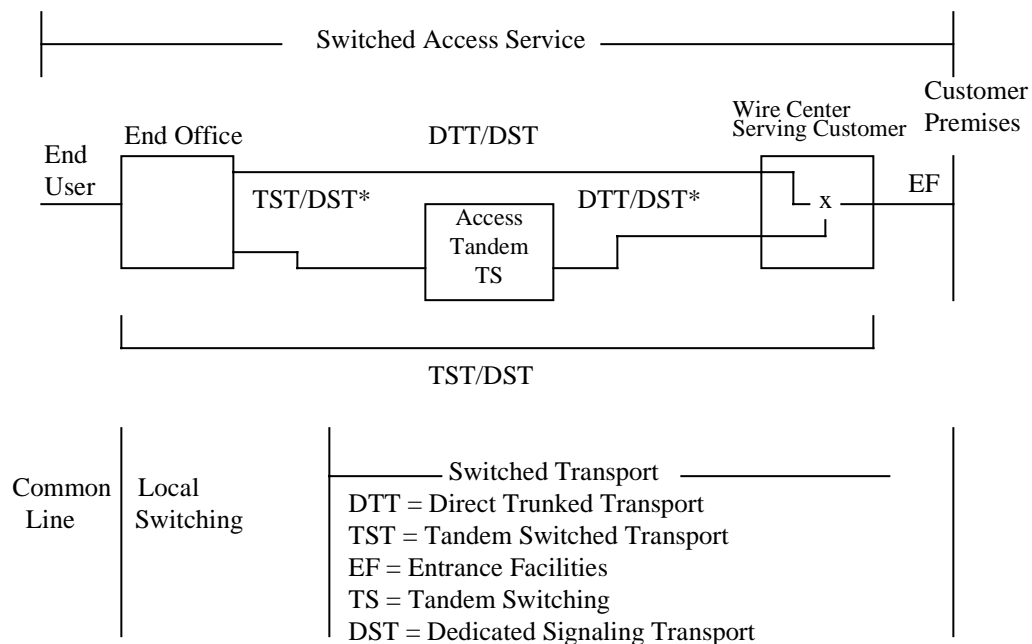 Switched Access Service
Customer
Premises
Wire Center
Serving Customer
End Office
DTT/DST
End
User
EF
TST/DST*
DTT/DST*
x
Access
Tandem
TS
TST/DST
Switched Transport
Common
Line
Local
Switching
DTT = Direct Trunked Transport
TST = Tandem Switched Transport
EF = Entrance Facilities
TS = Tandem Switching
DST = Dedicated Signaling Transport